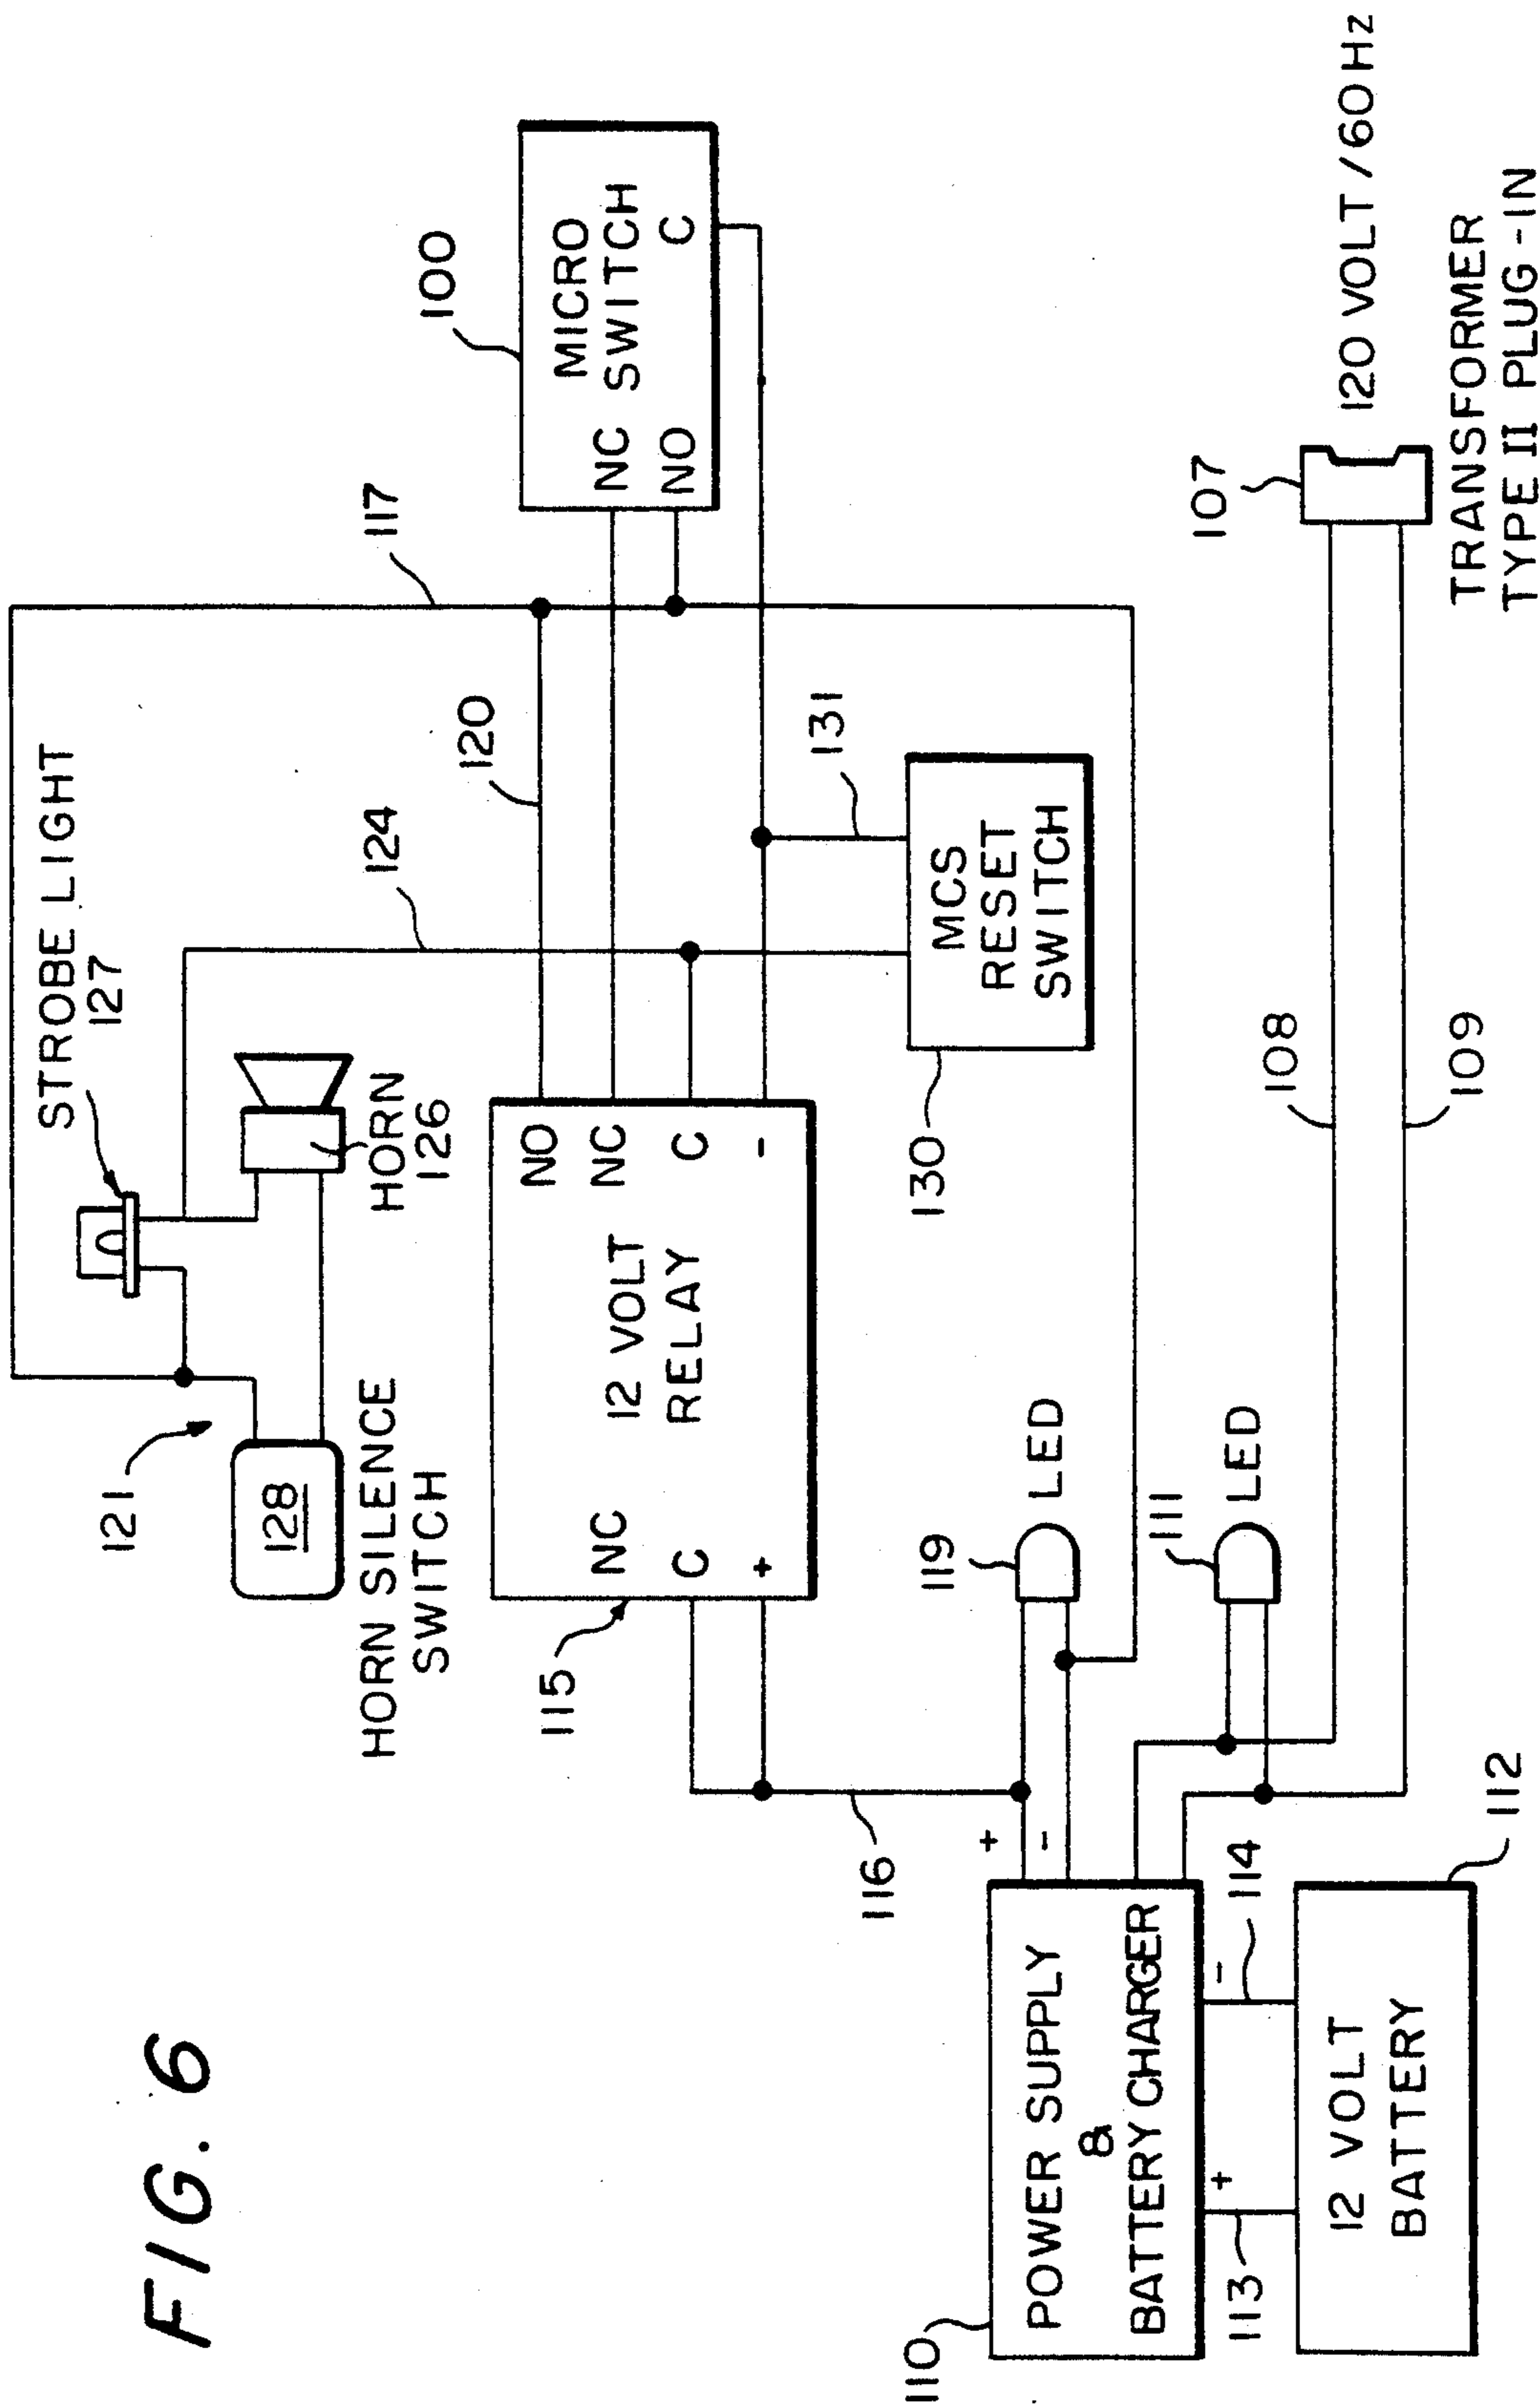 FIG. 6
121
STROBE LIGHT
127
HORN
126
128
HORN SILENCE
SWITCH
124
120
117
100
MICRO
SWITCH
NC
NO
C
115
12 VOLT
RELAY
NC
C
+
NO
NC
C
-
131
MCS
RESET
SWITCH
130
116
119
LED
111
LED
+
-
110
POWER SUPPLY
&
BATTERY CHARGER
113
+
114
-
12 VOLT
BATTERY
112
108
109
107
120 VOLT / 60 Hz
TRANSFORMER
TYPE II PLUG-IN